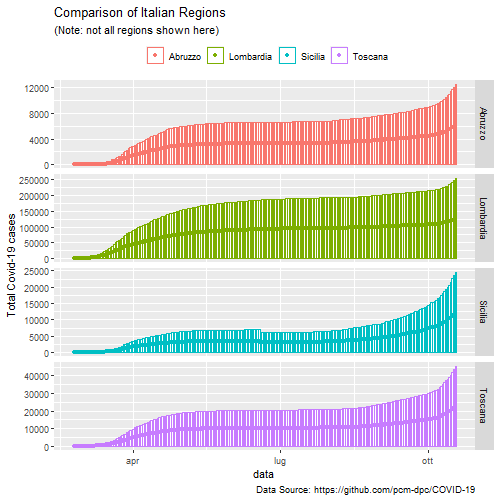 Comparison of Italian Regions
(Note: not all regions shown here)
Abruzzo Lombardia Sicilia Toscana
12000
8000
4000
0
Abruzzo
250000
200000
150000
100000
50000
0
Lombardia
25000
20000
15000
10000
5000
0
Sicilia
40000
30000
20000
10000
0
Toscana
Total Covid-19 cases
apr lug ott
data
Data Source: https://github.com/pcm-dpc/COVID-19